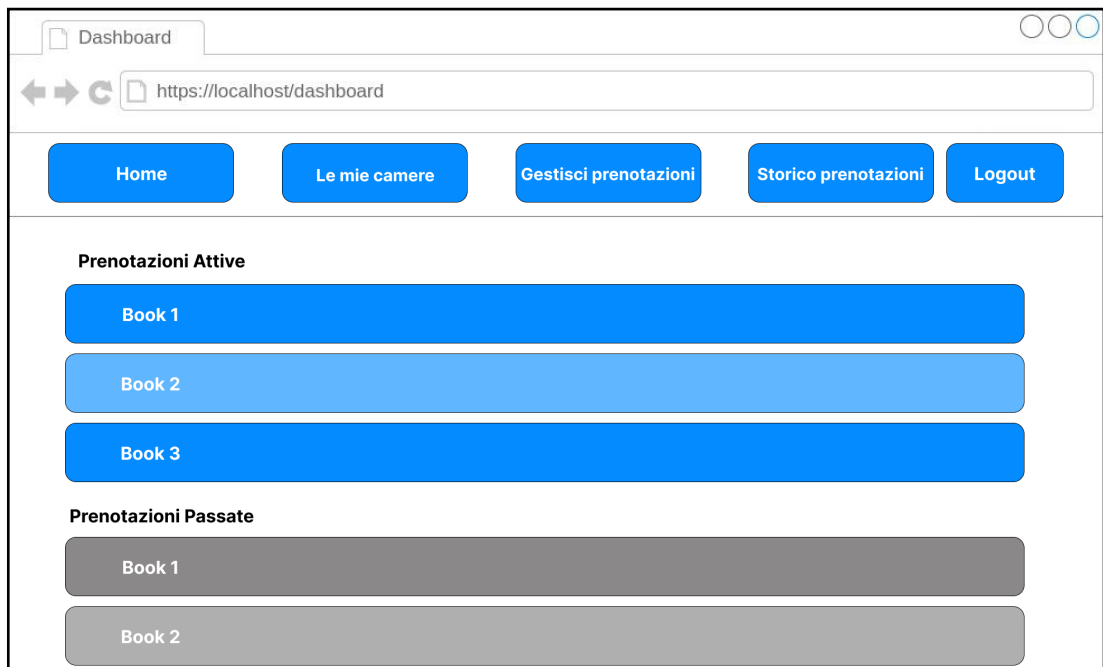 Dashboard
https://localhost/dashboard
Home
Le mie camere
Gestisci prenotazioni
Storico prenotazioni
Logout
Prenotazioni Attive
Book 1
Book 2
Book 3
Prenotazioni Passate
Book 1
Book 2